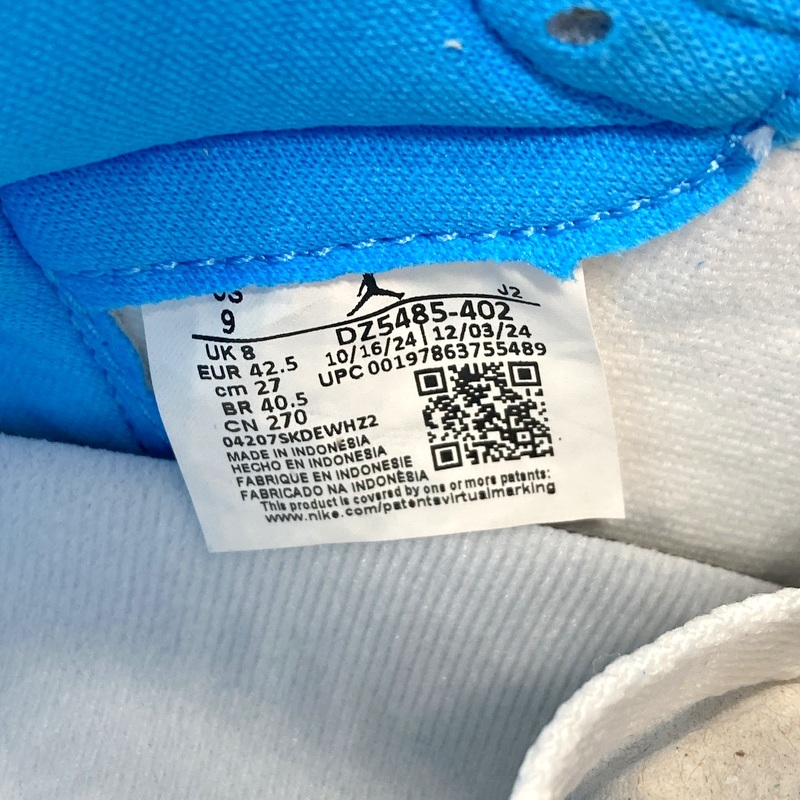 US
J2
9
DZ5485-402
UK 8
10/16/24 | 12/03/24
EUR 42.5
UPC 00197863755489
cm 27
BR 40.5
CN 270
04207SKDEWHZ2
MADE IN INDONESIA
HECHO EN INDONESIA
FABRIQUE EN INDONESIE
FABRICADO NA INDONÉSIA
This product is covered by one or more patents:
www.nike.com/patentsvirtualmarking